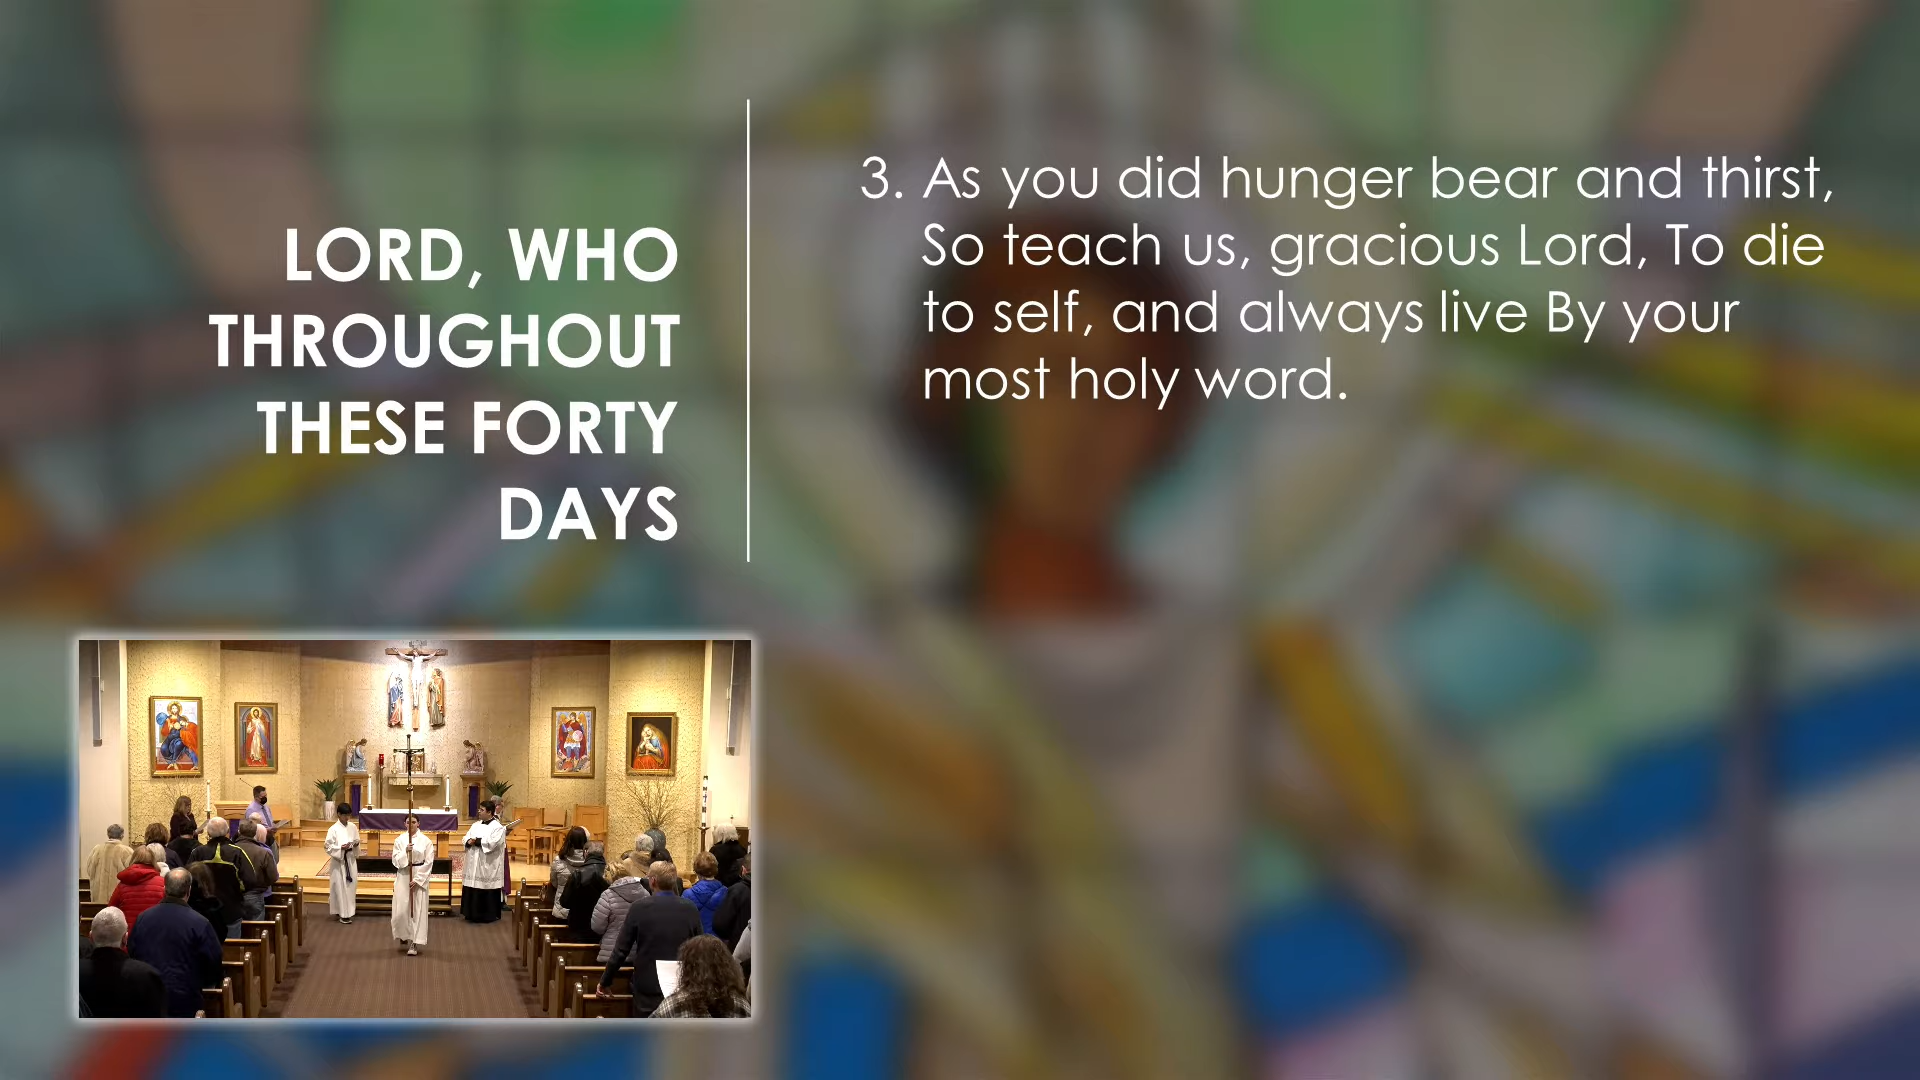 LORD, WHO
THROUGHOUT
THESE FORTY
DAYS
3. As you did hunger bear and thirst,
So teach us, gracious Lord, To die
to self, and always live By your
most holy word.